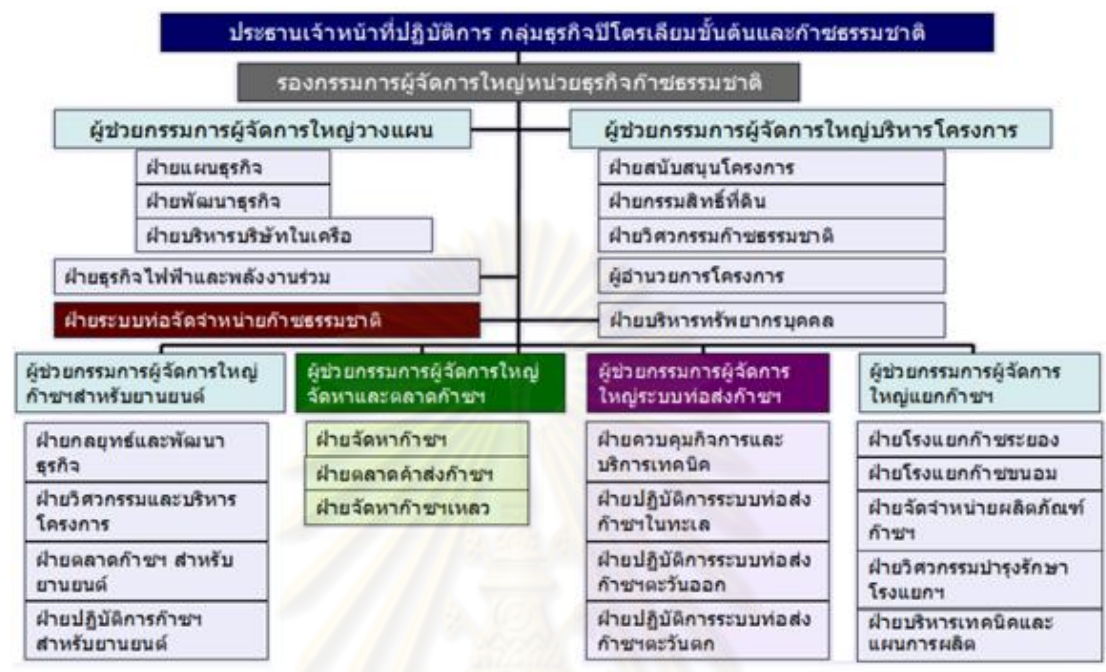 ประธานเจ้าหน้าที่ปฏิบัติการ กลุ่มธุรกิจปิโตรเลียมขั้นต้นและก๊าซธรรมชาติ
รองกรรมการผู้จัดการใหญ่หน่วยธุรกิจก๊าซธรรมชาติ
ผู้ช่วยกรรมการผู้จัดการใหญ่วางแผน
ฝ่ายแผนธุรกิจ
ฝ่ายพัฒนาธุรกิจ
ฝ่ายบริหารบริษัทในเครือ
ฝ่ายธุรกิจไฟฟ้าและพลังงานร่วม
ฝ่ายระบบท่อจัดจำหน่ายก๊าซธรรมชาติ
ผู้ช่วยกรรมการผู้จัดการใหญ่บริหารโครงการ
ฝ่ายสนับสนุนโครงการ
ฝ่ายกรรมสิทธิ์ที่ดิน
ฝ่ายวิศวกรรมก๊าซธรรมชาติ
ผู้อำนวยการโครงการ
ฝ่ายบริหารทรัพยากรบุคคล
ผู้ช่วยกรรมการผู้จัดการใหญ่
ก๊าซฯสำหรับยานยนต์
ฝ่ายกลยุทธ์และพัฒนา
ธุรกิจ
ฝ่ายวิศวกรรมและบริหาร
โครงการ
ฝ่ายตลาดก๊าซฯ สำหรับ
ยานยนต์
ฝ่ายปฏิบัติการก๊าซฯ
สำหรับยานยนต์
ผู้ช่วยกรรมการผู้จัดการใหญ่
จัดหาและตลาดก๊าซฯ
ฝ่ายจัดหาก๊าซฯ
ฝ่ายตลาดค้าส่งก๊าซฯ
ฝ่ายจัดหาก๊าซฯเหลว
ผู้ช่วยกรรมการผู้จัดการ
ใหญ่ระบบท่อส่งก๊าซฯ
ฝ่ายควบคุมกิจการและ
บริการเทคนิค
ฝ่ายปฏิบัติการระบบท่อส่ง
ก๊าซฯในทะเล
ฝ่ายปฏิบัติการระบบท่อส่ง
ก๊าซฯตะวันออก
ฝ่ายปฏิบัติการระบบท่อส่ง
ก๊าซฯตะวันตก
ผู้ช่วยกรรมการผู้จัดการ
ใหญ่แยกก๊าซฯ
ฝ่ายโรงแยกก๊าซระยอง
ฝ่ายโรงแยกก๊าซขนอม
ฝ่ายจัดจำหน่ายผลิตภัณฑ์
ก๊าซฯ
ฝ่ายวิศวกรรมบำรุงรักษา
โรงแยกฯ
ฝ่ายบริหารเทคนิคและ
แผนการผลิต